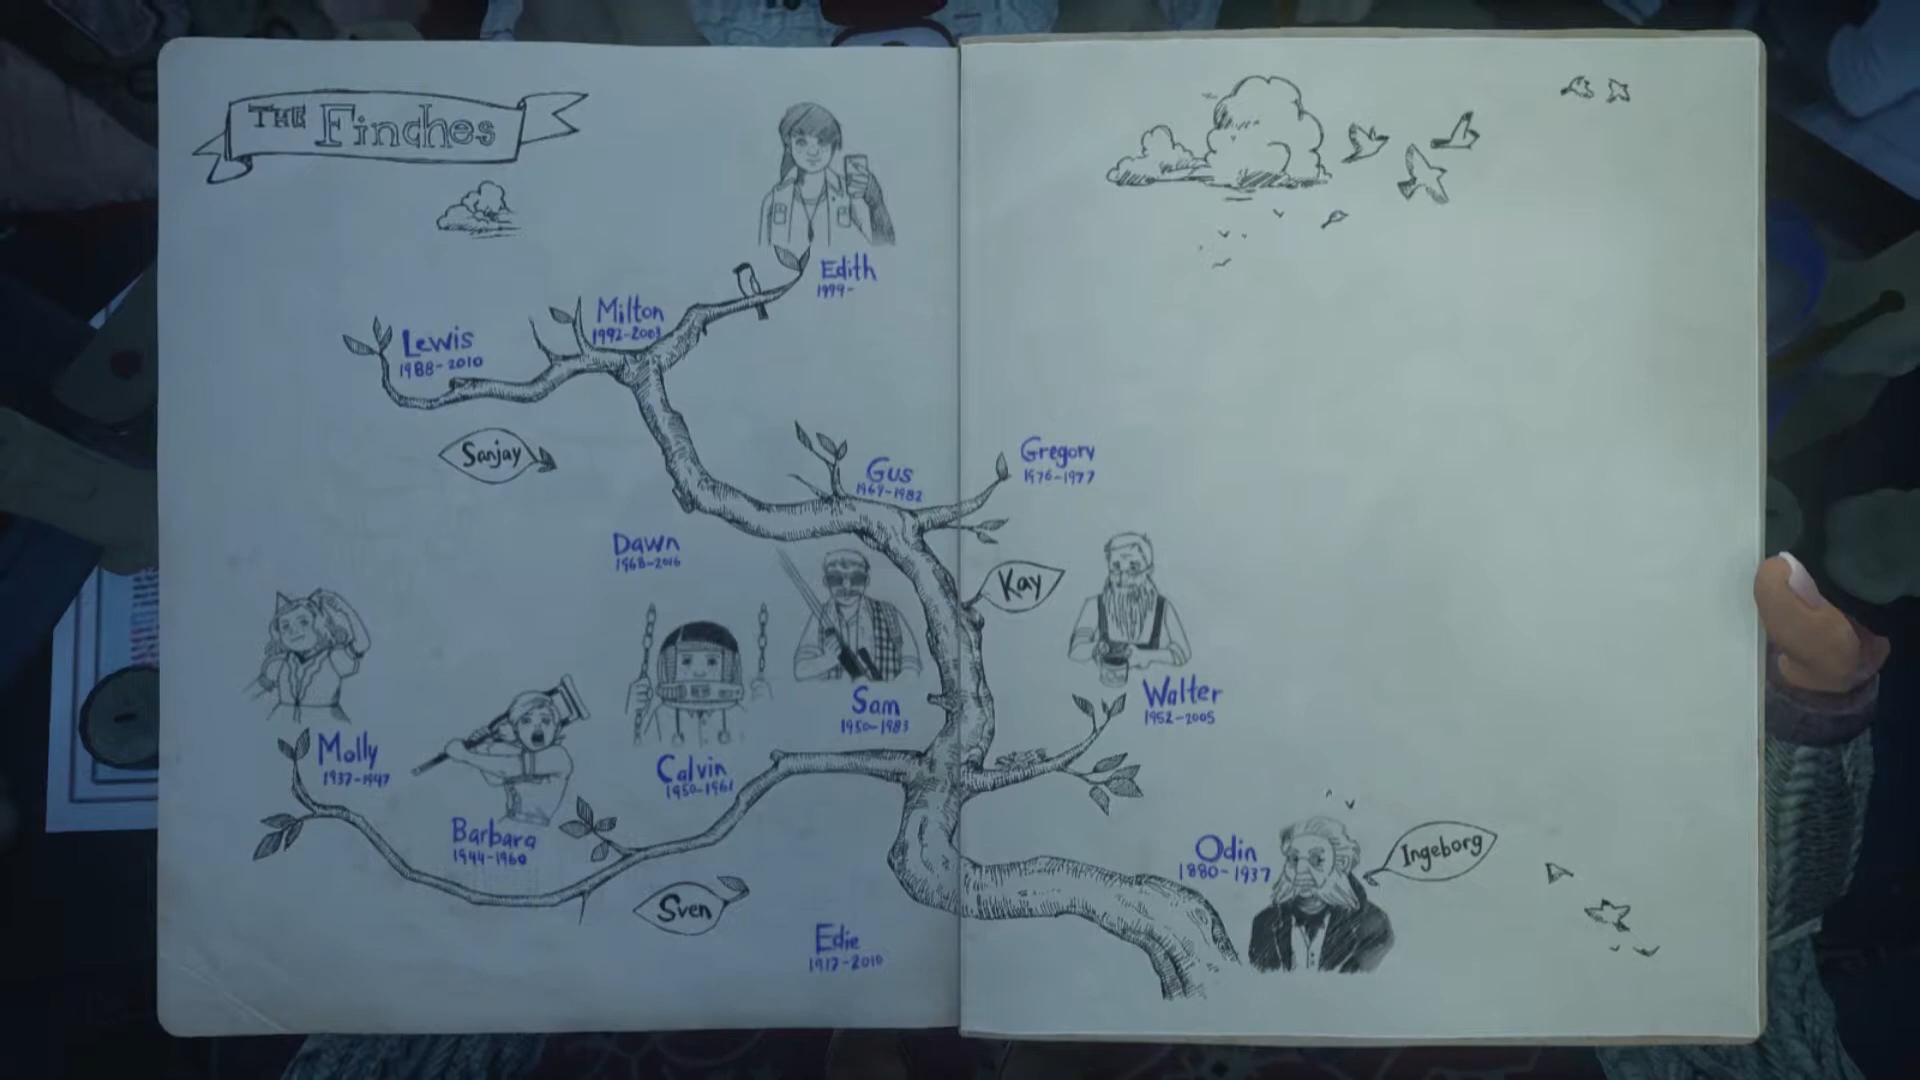 THE Finches
Edith
1999-
Milton
1992-2003
Lewis
1988-2010
Sanjay
Gus
1969-1982
Gregory
1976-1977
Dawn
1968-2016
Kay
Sam
1950-1983
Walter
1952-2005
Molly
1937-1947
Calvin
1950-1961
Barbara
1944-1960
Odin
1880-1937
Ingeborg
Sven
Edie
1917-2010